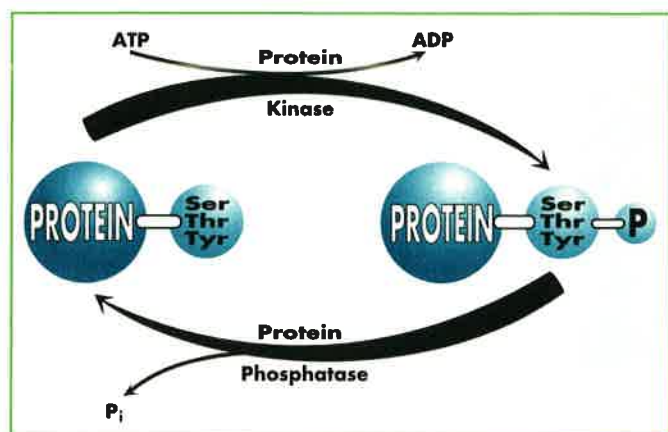 ATP
Protein
ADP
Kinase
PROTEIN
Ser
Thr
Tyr
PROTEIN
Ser
Thr
Tyr
P
Protein
Phosphatase
Pi